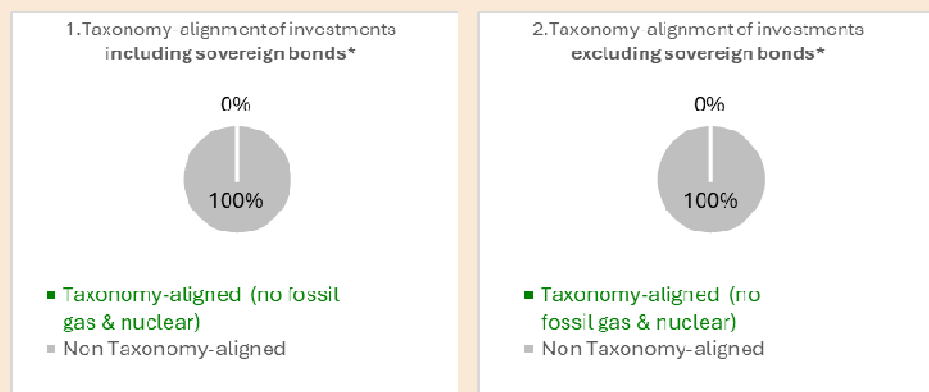 1.Taxonomy-alignment of investments
including sovereign bonds*
0%
100%
Taxonomy-aligned (no fossil
gas & nuclear)
Non Taxonomy-aligned
2.Taxonomy-alignment of investments
excluding sovereign bonds*
0%
100%
Taxonomy-aligned (no
fossil gas & nuclear)
Non Taxonomy-aligned